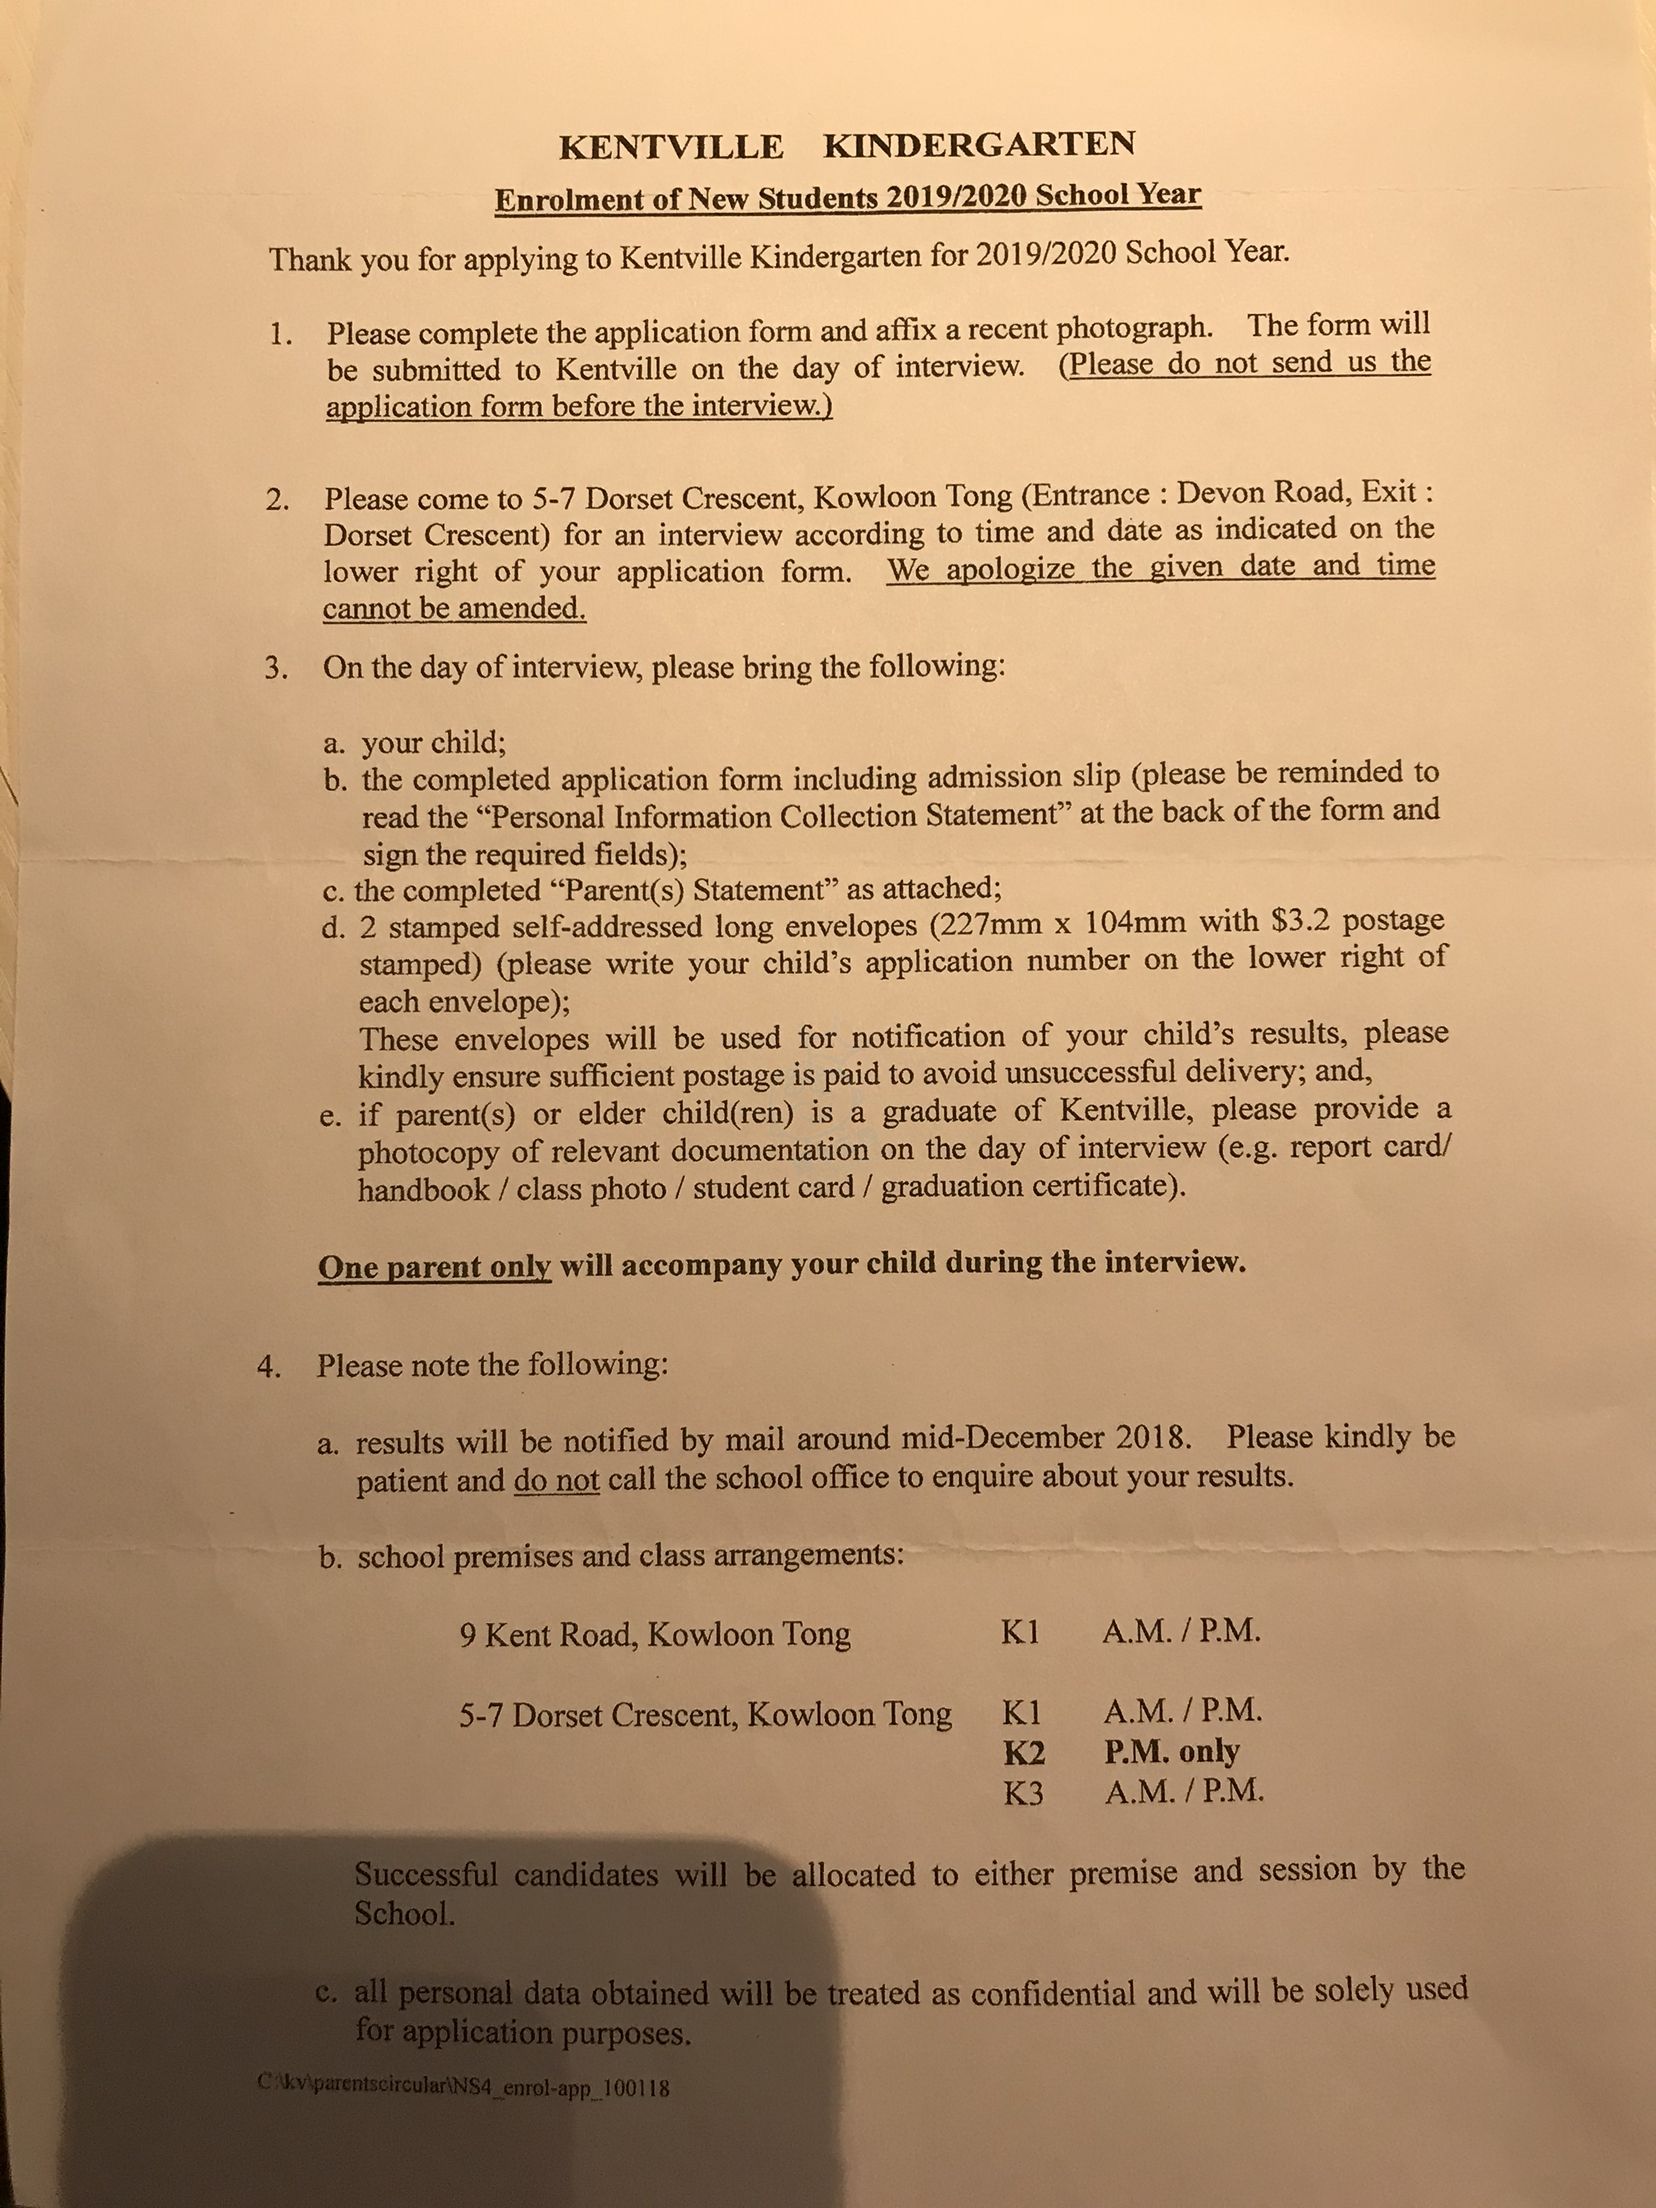 KENTVILLE KINDERGARTEN
Enrolment of New Students 2019/2020 School Year
Thank you for applying to Kentville Kindergarten for 2019/2020 School Year.
1. Please complete the application form and affix a recent photograph. The form will
be submitted to Kentville on the day of interview. (Please do not send us the
application form before the interview.)
2. Please come to 5-7 Dorset Crescent, Kowloon Tong (Entrance : Devon Road, Exit :
Dorset Crescent) for an interview according to time and date as indicated on the
lower right of your application form. We apologize the given date and time
cannot be amended.
3. On the day of interview, please bring the following:
a. your child;
b. the completed application form including admission slip (please be reminded to
read the “Personal Information Collection Statement” at the back of the form and
sign the required fields);
c. the completed “Parent(s) Statement” as attached;
d. 2 stamped self-addressed long envelopes (227mm x 104mm with $3.2 postage
stamped) (please write your child’s application number on the lower right of
each envelope);
These envelopes will be used for notification of your child’s results, please
kindly ensure sufficient postage is paid to avoid unsuccessful delivery; and,
e. if parent(s) or elder child(ren) is a graduate of Kentville, please provide a
photocopy of relevant documentation on the day of interview (e.g. report card/
handbook / class photo / student card / graduation certificate).
One parent only will accompany your child during the interview.
4. Please note the following:
a. results will be notified by mail around mid-December 2018. Please kindly be
patient and do not call the school office to enquire about your results.
b. school premises and class arrangements:
9 Kent Road, Kowloon Tong K1 A.M. / P.M.
5-7 Dorset Crescent, Kowloon Tong K1 A.M. / P.M.
K2 P.M. only
K3 A.M. / P.M.
Successful candidates will be allocated to either premise and session by the
School.
c. all personal data obtained will be treated as confidential and will be solely used
for application purposes.
C:\kv\parentscircular\NS4_enrol-app_100118